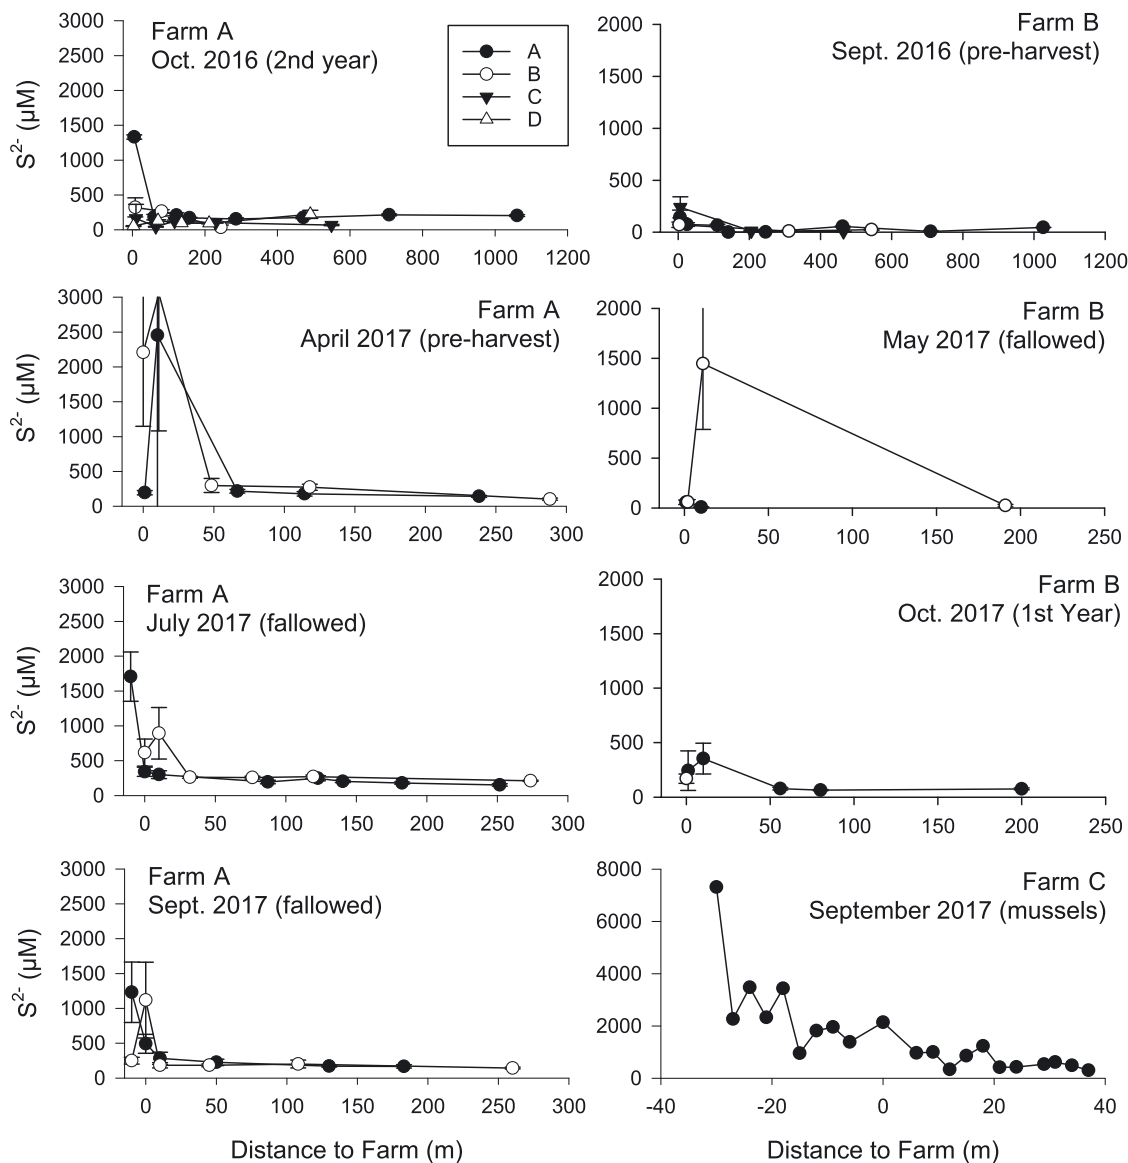 Farm A
Oct. 2016 (2nd year)
A
B
C
D
S2- (µM)
3000
2500
2000
1500
1000
500
0
0 200 400 600 800 1000 1200
Farm B
Sept. 2016 (pre-harvest)
2000
1500
1000
500
0
0 200 400 600 800 1000 1200
Farm A
April 2017 (pre-harvest)
S2- (µM)
3000
2500
2000
1500
1000
500
0
0 50 100 150 200 250 300
Farm B
May 2017 (fallowed)
2000
1500
1000
500
0
0 50 100 150 200 250
Farm A
July 2017 (fallowed)
S2- (µM)
3000
2500
2000
1500
1000
500
0
0 50 100 150 200 250 300
Farm B
Oct. 2017 (1st Year)
2000
1500
1000
500
0
0 50 100 150 200 250
Farm A
Sept. 2017 (fallowed)
S2- (µM)
3000
2500
2000
1500
1000
500
0
0 50 100 150 200 250 300
Distance to Farm (m)
Farm C
September 2017 (mussels)
8000
6000
4000
2000
0
-40 -20 0 20 40
Distance to Farm (m)